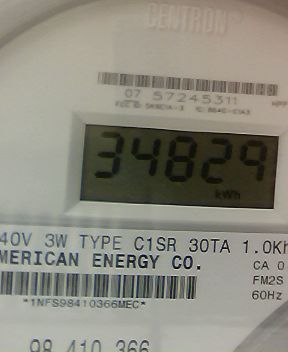 CENTRON
07 57245311
34829
kWh
40V 3W TYPE C1SR 30TA 1.0Kh
MERICAN ENERGY CO.
CA 0
FM2S
60Hz
*1NFS98410366MEC*
98 410 366